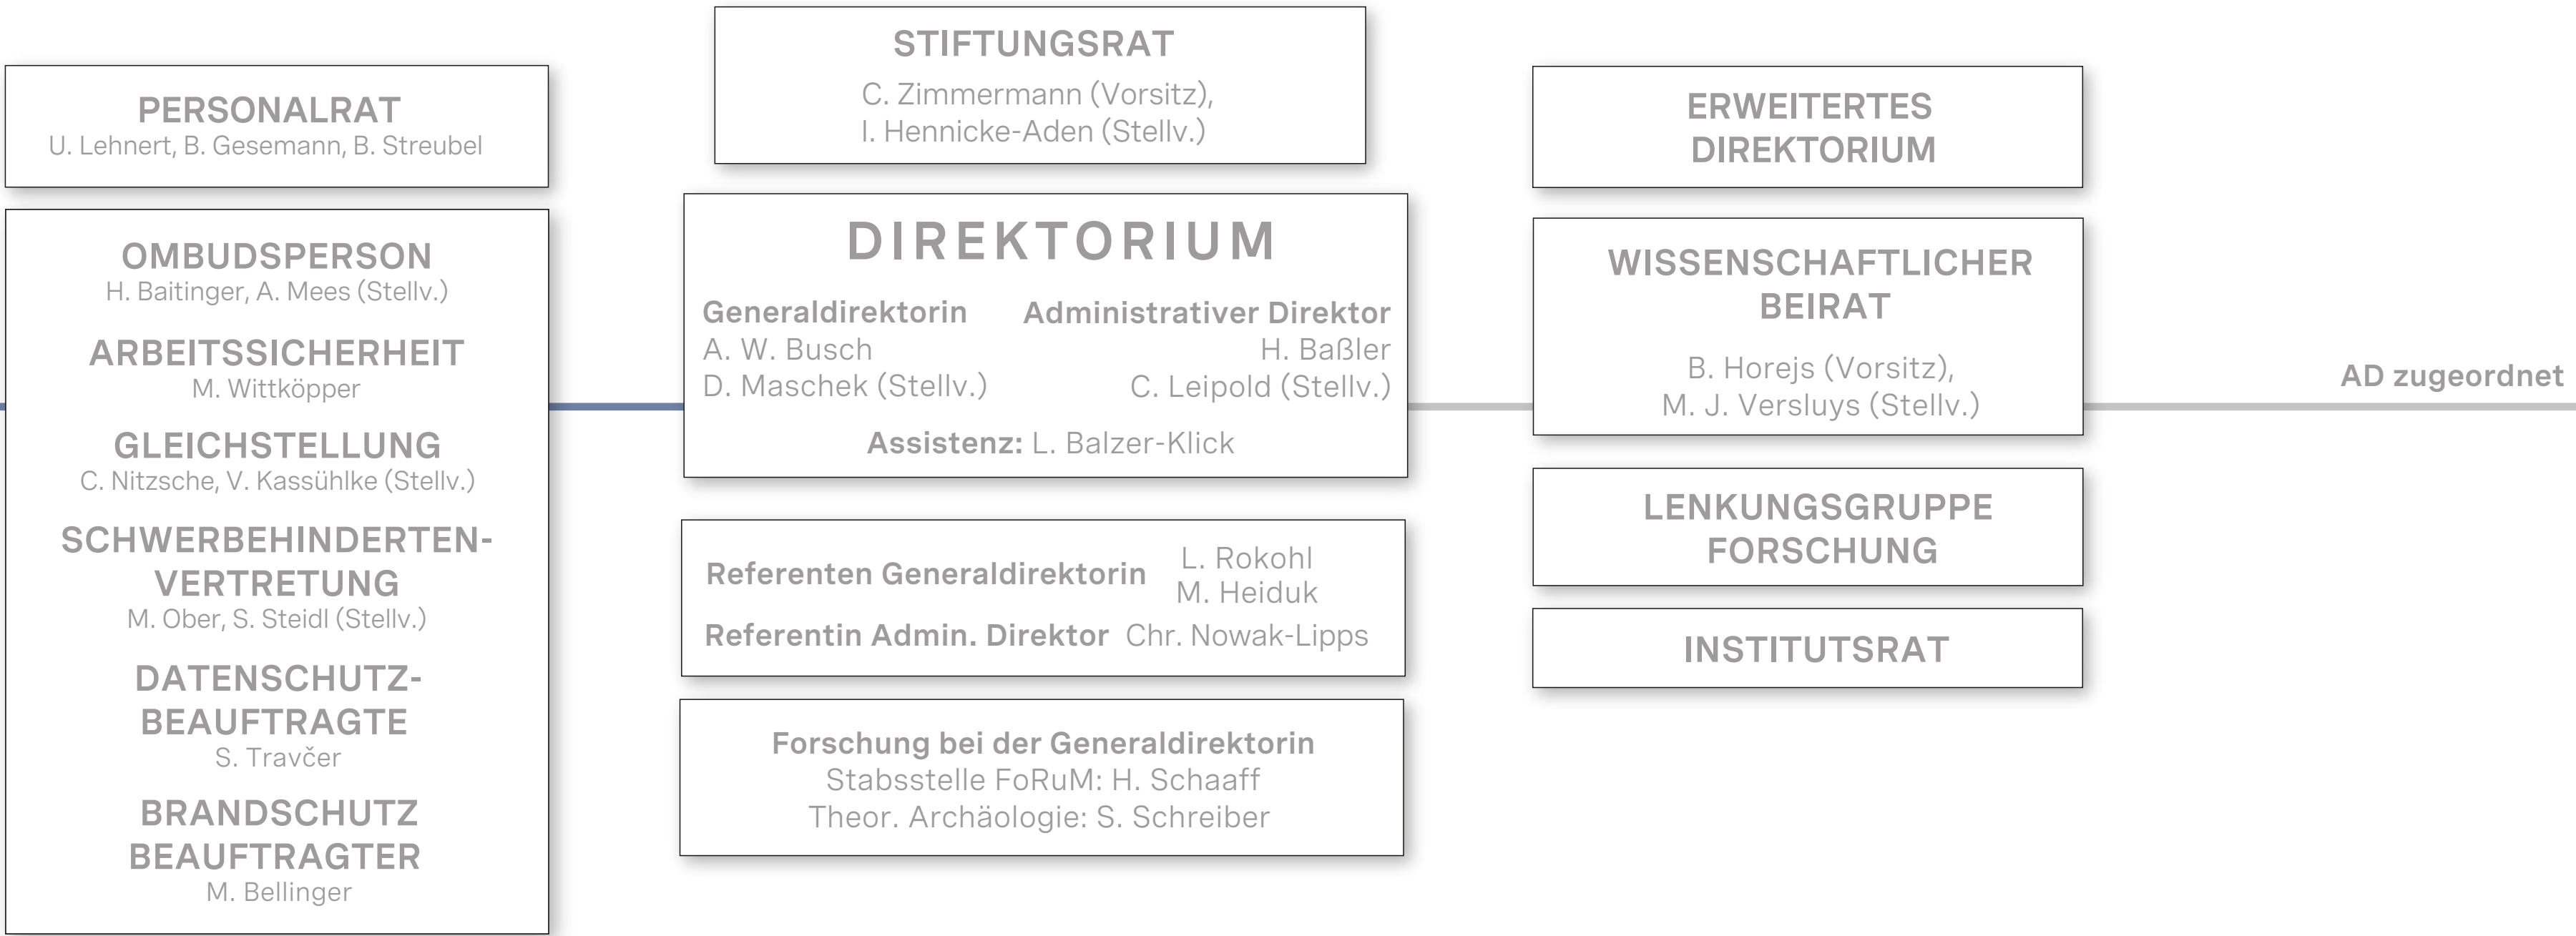 PERSONALRAT
U. Lehnert, B. Gesemann, B. Streubel
OMBUDSPERSON
H. Baitinger, A. Mees (Stellv.)
ARBEITSSICHERHEIT
M. Wittköpper
GLEICHSTELLUNG
C. Nitzsche, V. Kassühlke (Stellv.)
SCHWERBEHINDERTEN-
VERTRETUNG
M. Ober, S. Steidl (Stellv.)
DATENSCHUTZ-
BEAUFTRAGTE
S. Travčer
BRANDSCHUTZ
BEAUFTRAGTER
M. Bellinger
STIFTUNGSRAT
C. Zimmermann (Vorsitz),
I. Hennicke-Aden (Stellv.)
DIREKTORIUM
Generaldirektorin
A. W. Busch
D. Maschek (Stellv.)
Administrativer Direktor
H. Baßler
C. Leipold (Stellv.)
Assistenz: L. Balzer-Klick
Referenten Generaldirektorin
L. Rokohl
M. Heiduk
Referentin Admin. Direktor Chr. Nowak-Lipps
Forschung bei der Generaldirektorin
Stabsstelle FoRuM: H. Schaaff
Theor. Archäologie: S. Schreiber
ERWEITERTES
DIREKTORIUM
WISSENSCHAFTLICHER
BEIRAT
B. Horejs (Vorsitz),
M. J. Versluys (Stellv.)
LENKUNGSGRUPPE
FORSCHUNG
INSTITUTSRAT
AD zugeordnet